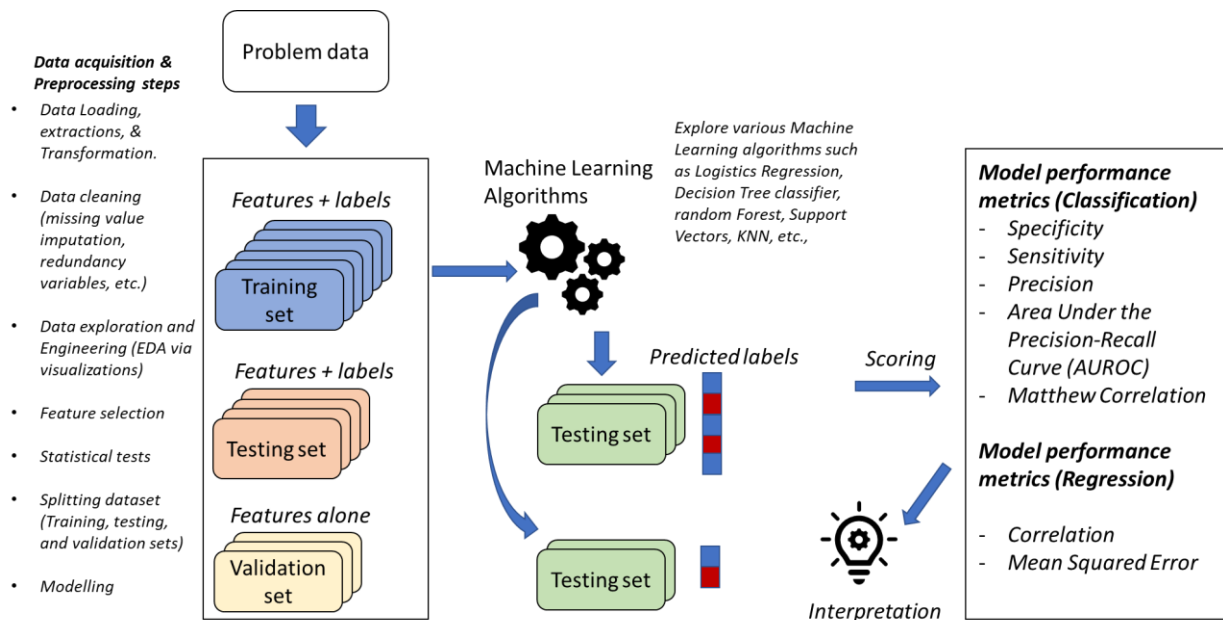 Problem data
Data acquisition &
Preprocessing steps
• Data Loading,
extractions, &
Transformation.
• Data cleaning
(missing value
imputation,
redundancy
variables, etc.)
• Data exploration and
Engineering (EDA via
visualizations)
• Feature selection
• Statistical tests
• Splitting dataset
(Training, testing,
and validation sets)
• Modelling
Features + labels
Training
set
Features + labels
Testing set
Features alone
Validation
set
Machine Learning
Algorithms
Explore various Machine
Learning algorithms such
as Logistics Regression,
Decision Tree classifier,
random Forest, Support
Vectors, KNN, etc.,
Predicted labels
Testing set
Testing set
Scoring
Interpretation
Model performance
metrics (Classification)
- Specificity
- Sensitivity
- Precision
- Area Under the
Precision-Recall
Curve (AUROC)
- Matthew Correlation
Model performance
metrics (Regression)
- Correlation
- Mean Squared Error